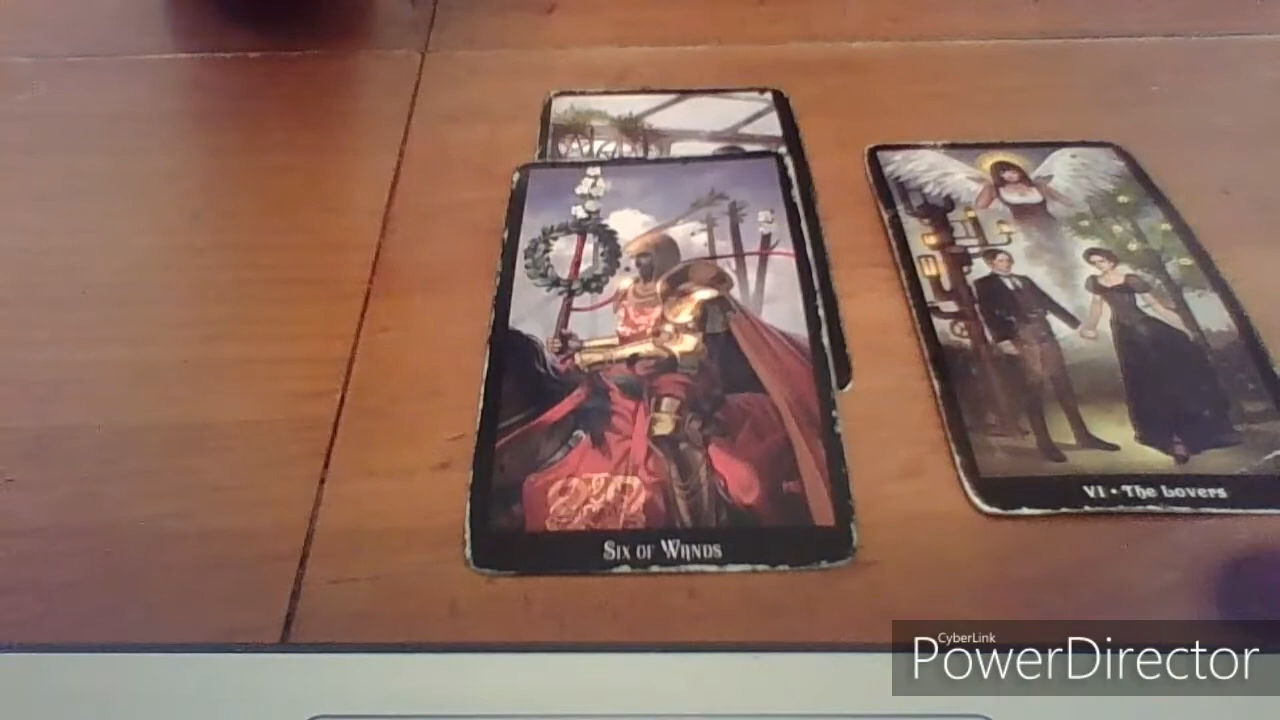 Six of Wands
VI • The Lovers
CyberLink
PowerDirector